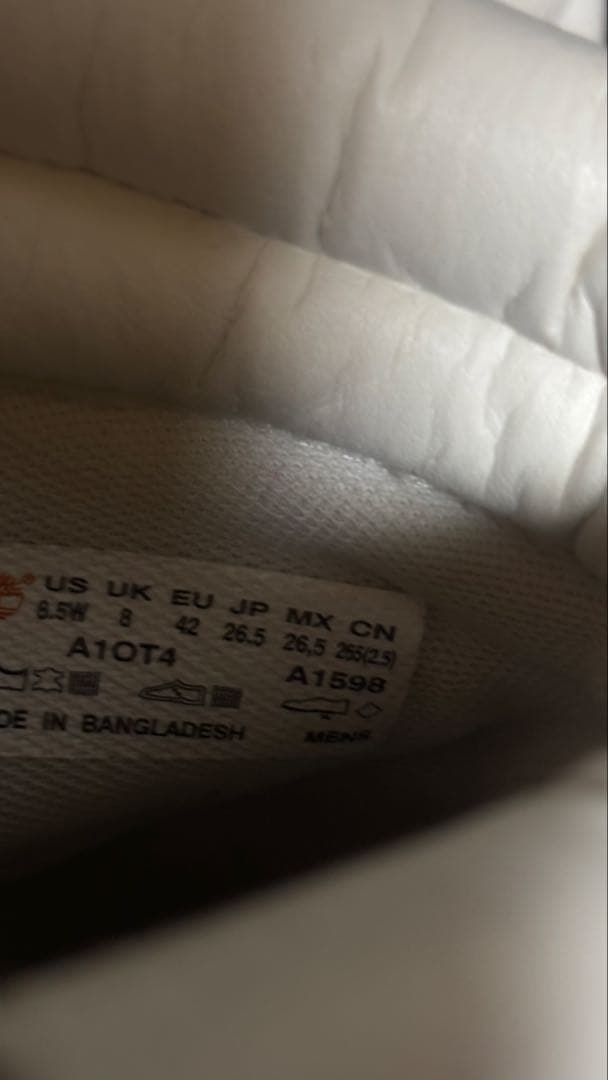 US UK EU JP MX CN
8.5W 8 42 26.5 26,5 265(2.5)
A1OT4 A1598
DE IN BANGLADESH